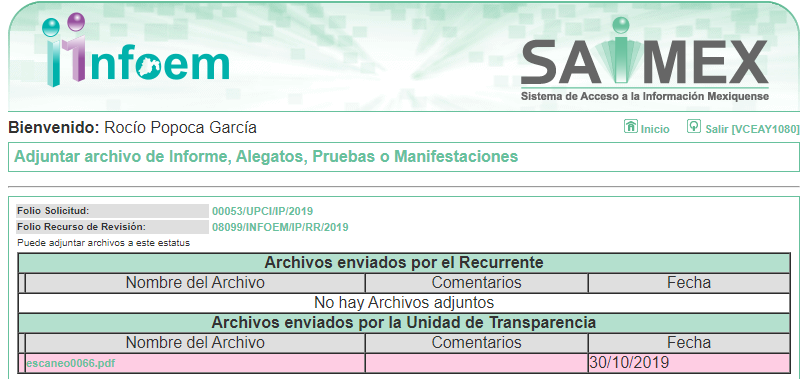 infoem
SAIMEX
Sistema de Acceso a la Información Mexiquense
Bienvenido: Rocío Popoca García
Inicio Salir [VCEAY1080]
Adjuntar archivo de Informe, Alegatos, Pruebas o Manifestaciones
Folio Solicitud: 00053/UPCI/IP/2019
Folio Recurso de Revisión: 08099/INFOEM/IP/RR/2019
Puede adjuntar archivos a este estatus
Archivos enviados por el Recurrente
Nombre del Archivo Comentarios Fecha
No hay Archivos adjuntos
Archivos enviados por la Unidad de Transparencia
Nombre del Archivo Comentarios Fecha
escaneo0066.pdf 30/10/2019